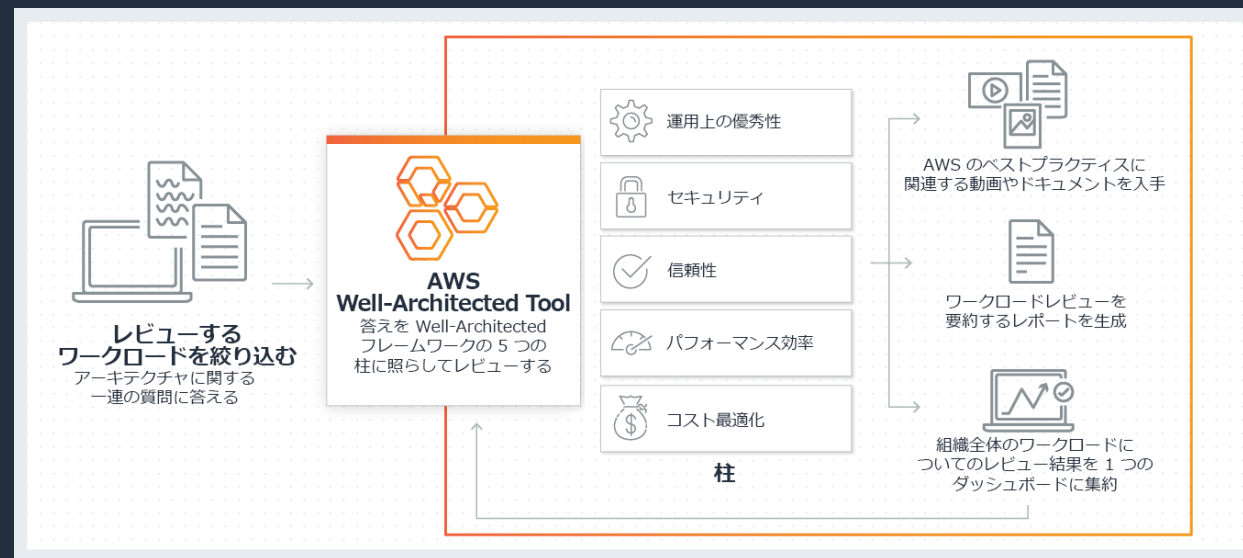 レビューする
ワークロードを絞り込む
アーキテクチャに関する
一連の質問に答える
AWS
Well-Architected Tool
答えを Well-Architected
フレームワークの 5 つの
柱に照らしてレビューする
運用上の優秀性
セキュリティ
信頼性
パフォーマンス効率
$
コスト最適化
柱
AWS のベストプラクティスに
関連する動画やドキュメントを入手
ワークロードレビューを
要約するレポートを生成
組織全体のワークロードに
ついてのレビュー結果を 1 つの
ダッシュボードに集約